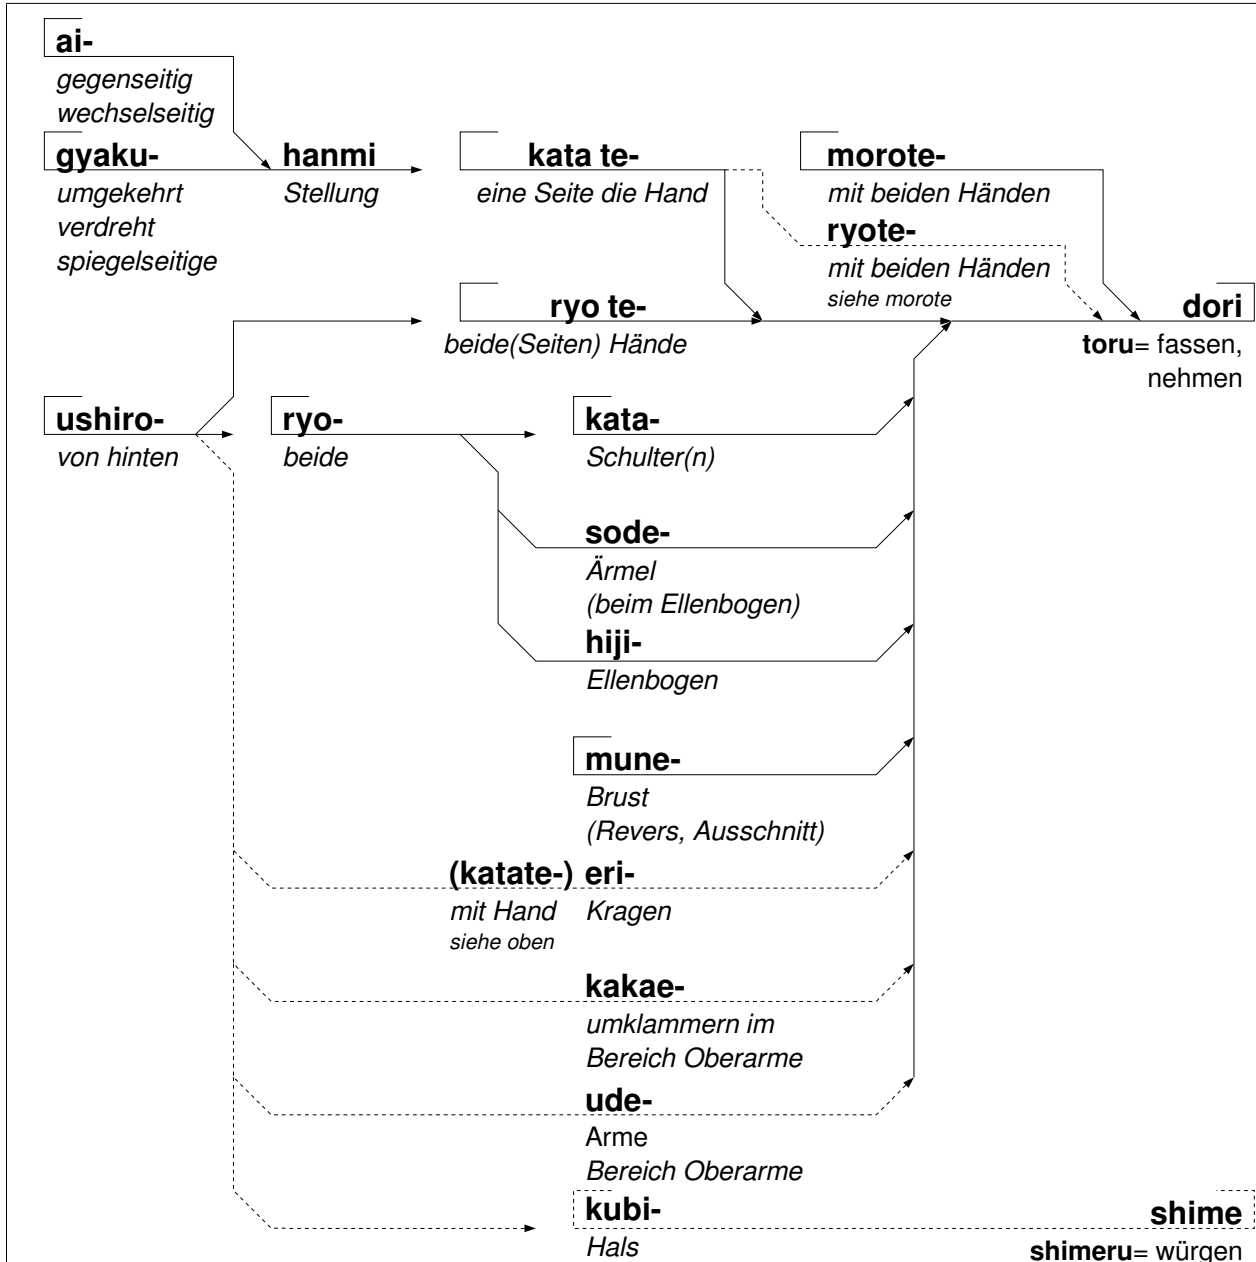 ai-
gegenseitig
wechselseitig
gyaku-
umgekehrt
verdreht
spiegelseitige
hanmi
Stellung
kata te-
eine Seite die Hand
morote-
mit beiden Händen
ryote-
mit beiden Händen
siehe morote
ryo te-
beide(Seiten) Hände
dori
toru= fassen,
nehmen
ushiro-
von hinten
ryo-
beide
kata-
Schulter(n)
sode-
Ärmel
(beim Ellenbogen)
hiji-
Ellenbogen
mune-
Brust
(Revers, Ausschnitt)
(katate-) eri-
mit Hand Kragen
siehe oben
kakae-
umklammern im
Bereich Oberarme
ude-
Arme
Bereich Oberarme
kubi-
Hals
shime
shimeru= würgen